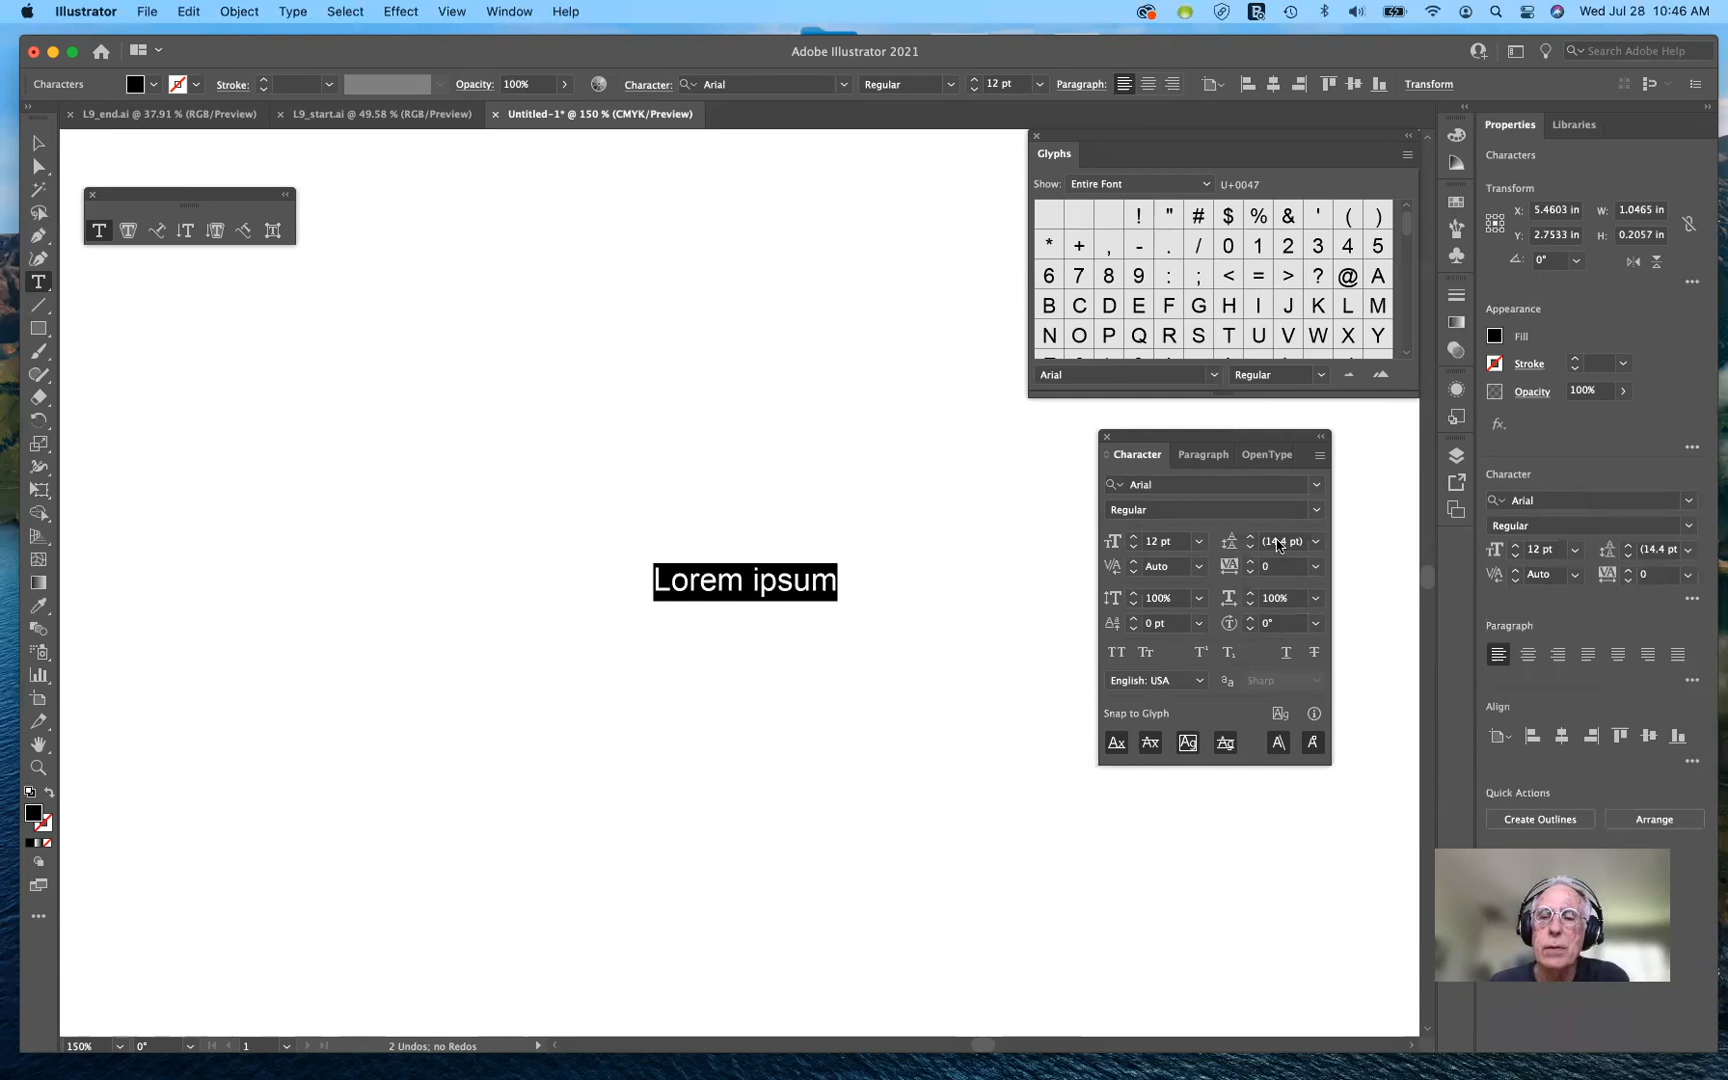 Illustrator File Edit Object Type Select Effect View Window Help Wed Jul 28 10:46 AM
Adobe Illustrator 2021 Search Adobe Help
Characters Stroke: Opacity: 100% Character: Arial Regular 12 pt Paragraph: Transform
L9_end.ai @ 37.91 % (RGB/Preview) L9_start.ai @ 49.58 % (RGB/Preview) Untitled-1* @ 150 % (CMYK/Preview)
Glyphs
Show: Entire Font U+0047
! " # $ % & ' ( )
* + , - . / 0 1 2 3 4 5
6 7 8 9 : ; < = > ? @ A
B C D E F G H I J K L M
N O P Q R S T U V W X Y
Arial Regular
Lorem ipsum
Character Paragraph OpenType
Arial
Regular
12 pt (14.4 pt)
Auto 0
100% 100%
0 pt 0°
English: USA Sharp
Snap to Glyph
Properties Libraries
Characters
Transform
X: 5.4603 in W: 1.0465 in
Y: 2.7533 in H: 0.2057 in
0°
Appearance
Fill
Stroke
Opacity 100%
fx.
Character
Arial
Regular
12 pt (14.4 pt
Auto 0
Paragraph
Align
Quick Actions
Create Outlines Arrange
150% 0° 1 2 Undos; no Redos